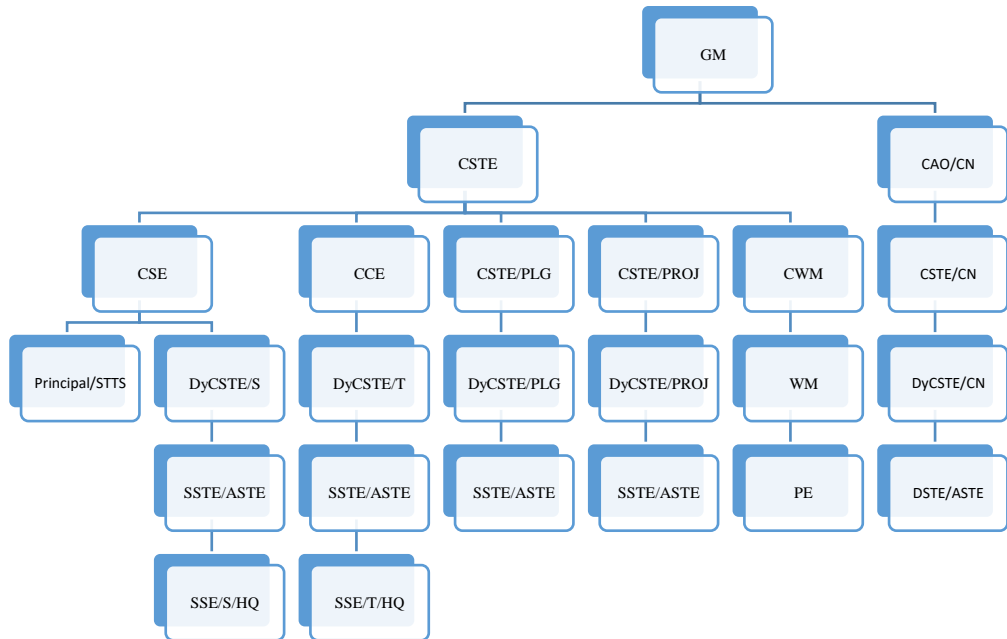 GM
CSTE
CAO/CN
CSE
CCE
CSTE/PLG
CSTE/PROJ
CWM
CSTE/CN
Principal/STTS
DyCSTE/S
DyCSTE/T
DyCSTE/PLG
DyCSTE/PROJ
WM
DyCSTE/CN
SSTE/ASTE
SSTE/ASTE
SSTE/ASTE
SSTE/ASTE
PE
DSTE/ASTE
SSE/S/HQ
SSE/T/HQ